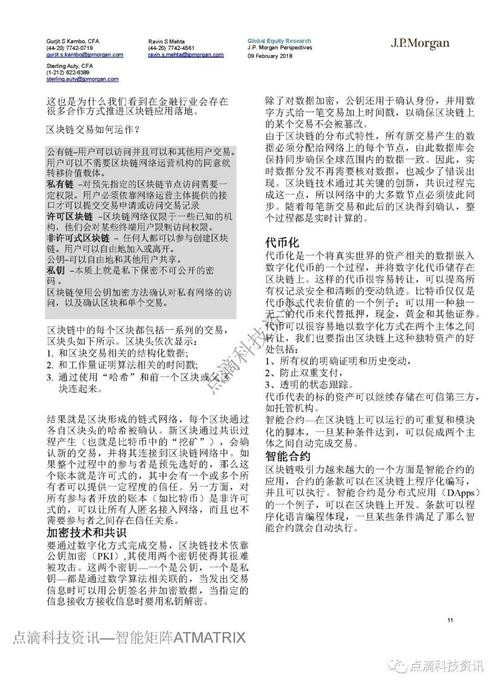 Gurjit S Kambo, CFA
(44-20) 7742-0719
gurjit.s.kambo@jpmorgan.com
Sterling Auty, CFA
(1-212) 622-6389
sterling.auty@jpmorgan.com
Ravin S Mehta
(44-20) 7742-4561
ravin.s.mehta@jpmorgan.com
Global Equity Research
J.P. Morgan Perspectives
09 February 2018
J.P.Morgan
这也是为什么我们看到在金融行业会存在
很多合作方式推进区块链应用落地。
区块链交易如何运作？
公有链–用户可以访问并且可以和其他用户交易。
用户可以不需要区块链网络运营机构的同意就
转移价值载体。
私有链 –对预先指定的区块链节点访问需要一
定权限。用户必须依靠网络运营主体提供的接
口才可以提交交易申请或访问交易记录
许可区块链 –区块链网络仅限于一些已知的机
构，他们会对某些终端用户限制访问权限。
非许可式区块链 – 任何人都可以参与创建区块
链。用户可以自由地加入或离开。
公钥–可以自由地和其他用户共享。
私钥 –本质上就是私下保密不可公开的密
码。
区块链使用公钥加密方法确认对私有网络的访
问，以及确认区块和单个交易。
区块链中的每个区块都包括一系列的交易，
区块头如下所示。区块头依次显示：
1. 和区块交易相关的结构化数据；
2. 和工作量证明算法相关的时间戳；
3. 通过使用“哈希”和前一个区块或父区
块连起来。
结果就是区块形成的链式网络，每个区块通过
各自区块头的哈希被确认。新区块通过共识过
程产生（也就是比特币中的“挖矿”），会确
认新的交易，并将其连接到区块链网络中。如
果整个过程中的参与者是预先选好的，那么这
个账本就是许可式的，其中会有一个或多个所
有者可以提供一定程度的信任。另一方面，对
所有参与者开放的账本（如比特币）是非许可
式的，可以让所有人匿名接入网络，而且也不
需要参与者之间存在信任关系。
加密技术和共识
要通过数字化方式完成交易，区块链技术依靠
公钥加密（PKI）,其使用两个密钥使得其很难
被攻击。这两个密钥—一个是公钥，一个是私
钥—都是通过数学算法相关联的，当发出交易
信息时可以用公钥签名并加密数据，当指定的
信息接收方接收信息时要用私钥解密。
除了对数据加密，公钥还用于确认身份，并用数
字方式给一笔交易加上时间戳，以确保区块链上
的某个交易不会被篡改。
由于区块链的分布式特性，所有新交易产生的数
据必须分配给网络上的每个节点，由此数据库会
保持同步确保全球范围内的数据一致。因此，实
时数据分发不再需要核对数据，也减少了错误出
现。区块链技术通过其关键的创新，共识过程完
成这一点，所以网络中的大多数节点必须彼此同
步。随着每笔新交易和此后的区块得到确认，整
个过程都是实时计算的。
代币化
代币化是一个将真实世界的资产相关的数据嵌入
数字化代币的一个过程，并将数字化代币储存在
区块链上。这样的代币很容易转让，可以提高所
有权记录安全和清晰的变动轨迹。比特币仅仅是
代币形式代表价值的一个例子；可以用一种独一
无二的代币来代替抵押，现金，黄金和其他证券。
代币可以很容易地以数字化方式在两个主体之间
转让，我们也要指出区块链上这种独特资产的好
处包括：
1、所有权的明确证明和历史变动，
2、防止双重支付，
3、透明的状态跟踪。
代币代表的标的资产可以继续存储在可信第三方，
如托管机构。
智能合约—在区块链上可以运行的可重复和模块
化的脚本，一旦某种条件达到，可以促成两个主
体之间自动完成交易。
智能合约
区块链吸引力越来越大的一个方面是智能合约的
应用，合约的条款可以在区块链上程序化编写，
并且可以执行。智能合约是分布式应用（DApps）
的一个例子，可以在区块链上开发。条款可以程
序化语言编程体现，一旦某些条件满足了那么智
能合约就会自动执行。
点滴科技资讯
11
点滴科技资讯—智能矩阵ATMATRIX
点滴科技资讯